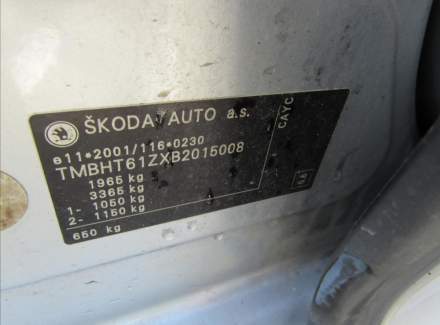 ŠKODA AUTO a.s.
e11*2001/116*0230
TMBHT61ZXB2015008
1965 kg
3365 kg
1- 1050 kg
2- 1150 kg
650 kg
CAYC